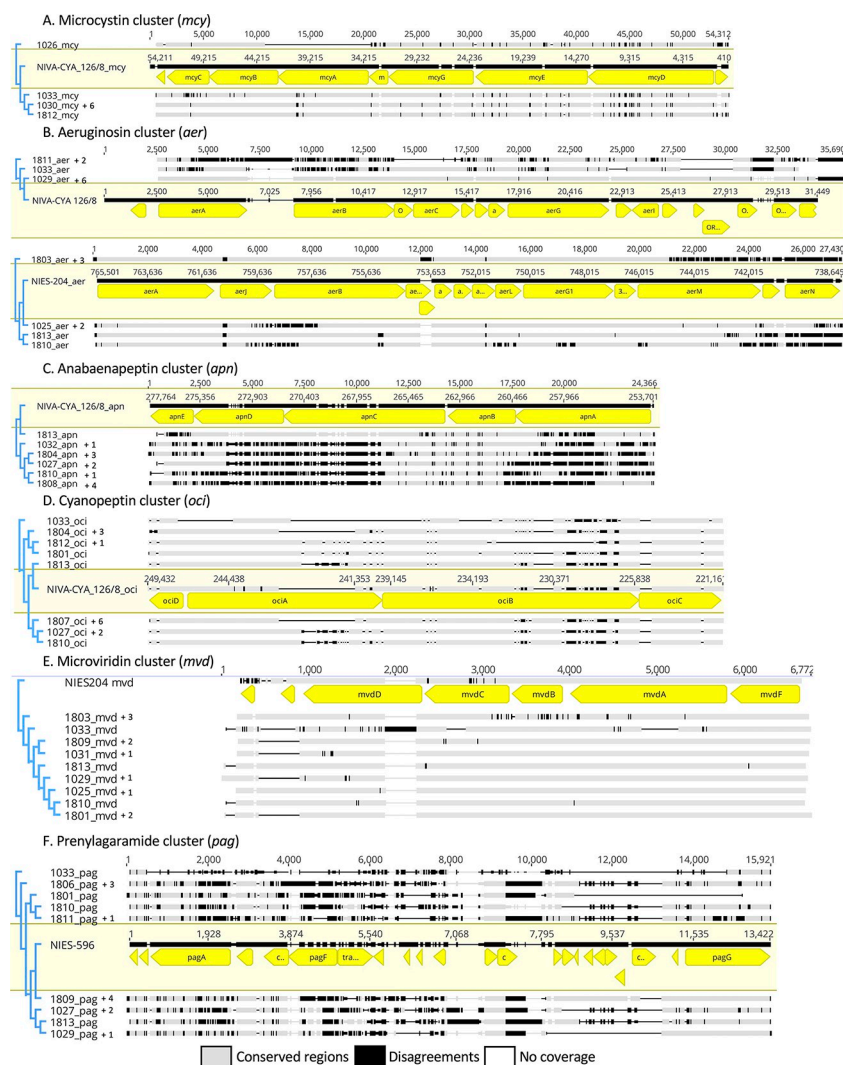 A. Microcystin cluster (mcy)
1 5,000 10,000 15,000 20,000 25,000 30,000 35,000 40,000 45,000 50,000 54,312
1026_mcy
54,211 49,215 44,215 39,215 34,215 29,232 24,236 19,239 14,270 9,315 4,315 410
NIVA-CYA_126/8_mcy
mcyC mcyB mcyA m mcyG mcyE mcyD
1033_mcy
1030_mcy + 6
1812_mcy
B. Aeruginosin cluster (aer)
1 2,500 5,000 7,500 10,000 12,500 15,000 17,500 20,000 22,500 25,000 27,500 30,000 32,500 35,69
1811_aer + 2
1033_aer
1029_aer + 6
1 2,500 5,000 7,025 7,956 10,417 12,917 15,417 17,916 20,416 22,913 25,413 27,913 29,513 31,449
NIVA-CYA 126/8
aerA aerB O aerC a aerG aerI O. O...
OR...
1 2,000 4,000 6,000 8,000 10,000 12,000 14,000 16,000 18,000 20,000 22,000 24,000 26,000 27,430
1803_aer + 3
765,501 763,636 761,636 759,636 757,636 755,636 753,653 752,015 750,015 748,015 746,015 744,015 742,015 738,645
NIES-204_aer
aerA aerJ aerB ae... a a. a... aerL aerG1 3... aerM aerN
1025_aer + 2
1813_aer
1810_aer
C. Anabaenapeptin cluster (apn)
1 2,500 5,000 7,500 10,000 12,500 15,000 17,500 20,000 24,366
277,764 275,356 272,903 270,403 267,955 265,465 262,966 260,466 257,966 253,701
NIVA-CYA_126/8_apn
apnE apnD apnC apnB apnA
1813_apn
1032_apn + 1
1804_apn + 3
1027_apn + 2
1810_apn + 1
1808_apn + 4
D. Cyanopeptin cluster (oci)
1033_oci
1804_oci + 3
1812_oci + 1
1801_oci
1813_oci
249,432 244,438 241,353 239,145 234,193 230,371 225,838 221,16
NIVA-CYA_126/8_oci
ociD ociA ociB ociC
1807_oci + 6
1027_oci + 2
1810_oci
E. Microviridin cluster (mvd)
1 1,000 2,000 3,000 4,000 5,000 6,000 6,772
NIES204 mvd
mvdD mvdC mvdB mvdA mvdF
1803_mvd + 3
1033_mvd
1809_mvd + 2
1031_mvd + 1
1813_mvd
1029_mvd + 1
1025_mvd + 1
1810_mvd
1801_mvd + 2
F. Prenylagaramide cluster (pag)
1 2,000 4,000 6,000 8,000 10,000 12,000 14,000 15,921
1033_pag
1806_pag + 3
1801_pag
1810_pag
1811_pag + 1
1 1,928 3,874 5,540 7,068 7,795 9,537 11,535 13,422
NIES-596
pagA c.. pagF tra... c c.. pagG
1809_pag + 4
1027_pag + 2
1813_pag
1029_pag + 1
Conserved regions Disagreements No coverage